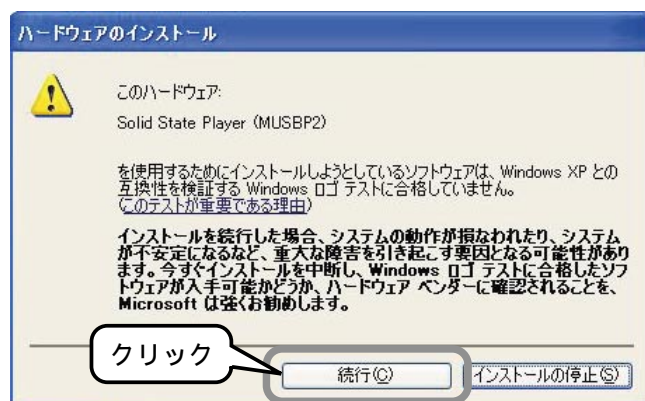 ハードウェアのインストール
このハードウェア:
Solid State Player (MUSBP2)
を使用するためにインストールしようとしているソフトウェアは、Windows XP との
互換性を検証する Windows ロゴ テストに合格していません。
(このテストが重要である理由)
インストールを続行した場合、システムの動作が損なわれたり、システム
が不安定になるなど、重大な障害を引き起こす要因となる可能性があり
ます。今すぐインストールを中断し、Windows ロゴ テストに合格したソフ
トウェアが入手可能かどうか、ハードウェア ベンダーに確認されることを、
Microsoft は強くお勧めします。
クリック
続行(C)
インストールの停止(S)